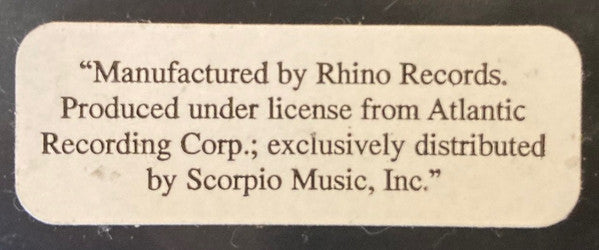 “Manufactured by Rhino Records.
Produced under license from Atlantic
Recording Corp.; exclusively distributed
by Scorpio Music, Inc.”